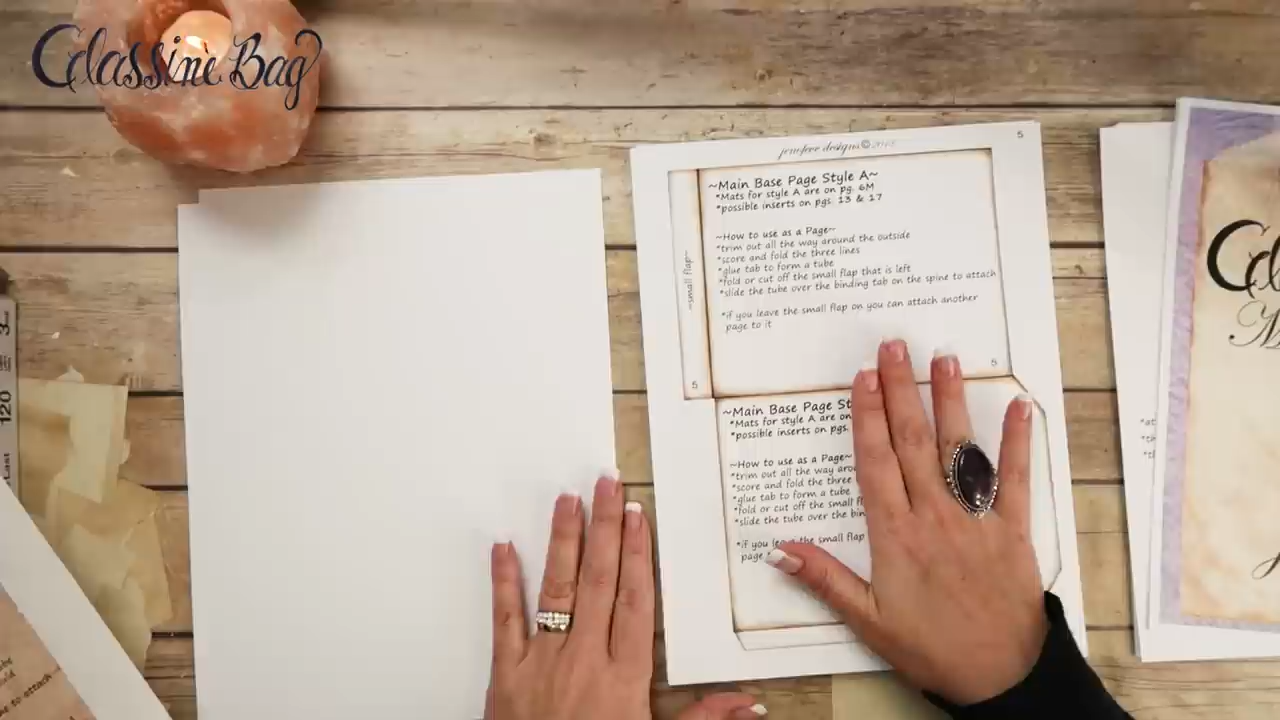 Glassine Bag
jenofeve designs©
5
~Main Base Page Style A~
*Mats for style A are on pg. 6M
*possible inserts on pgs. 13 & 17
~How to use as a Page~
*trim out all the way around the outside
*score and fold the three lines
*glue tab to form a tube
*fold or cut off the small flap that is left
*slide the tube over the binding tab on the spine to attach
*if you leave the small flap on you can attach another
page to it
~small flap~
5
5
~Main Base Page St
*Mats for style A are on
*possible inserts on pgs.
~How to use as a Page~
*trim out all the way
*score and fold the three
*glue tab to form a tube
*fold or cut off the small
*slide the tube over the
*if you leave the small flap
page
120
3
to attach